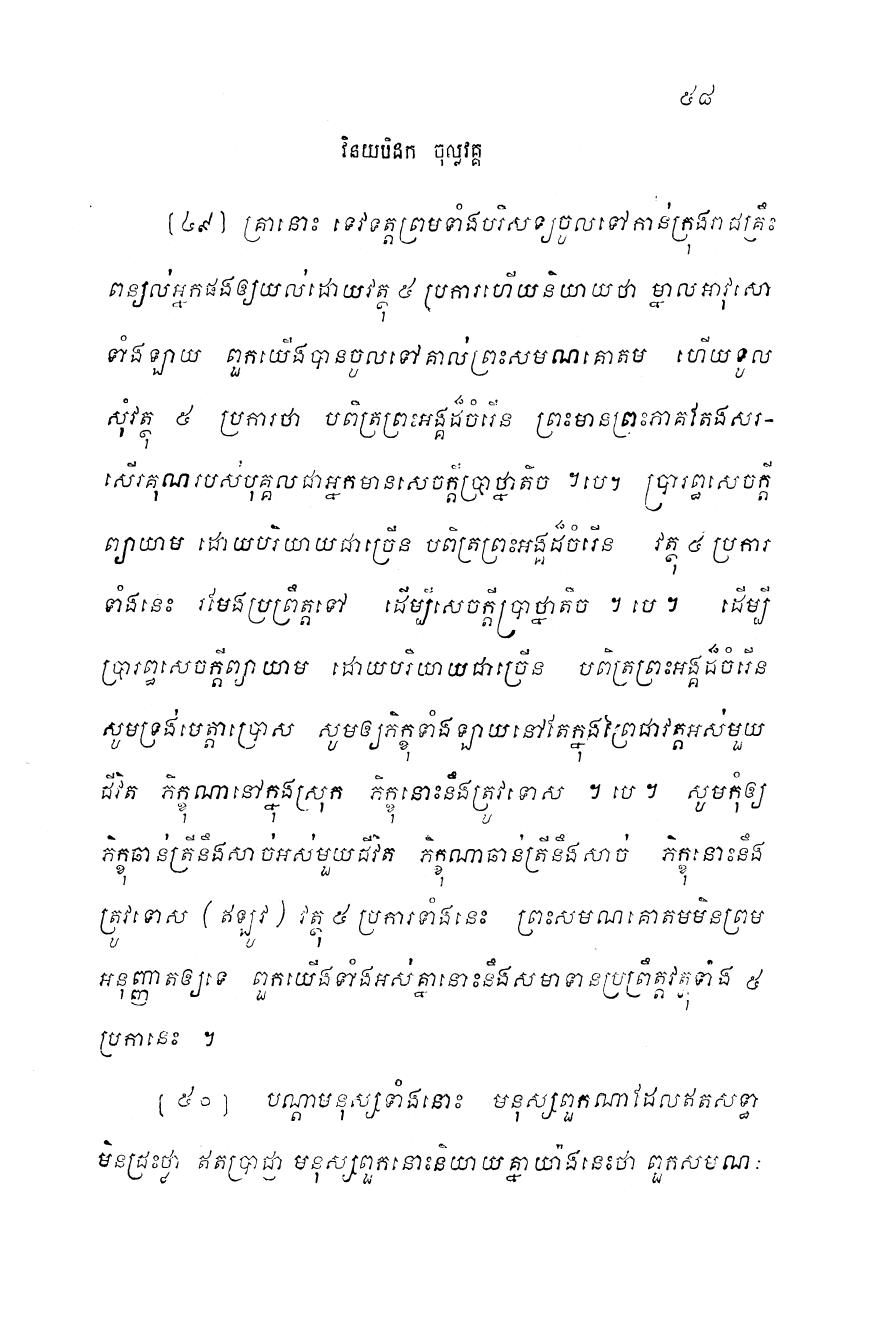 ៥៨
វិនយបិដក ចុល្លវគ្គ
(៤៩) គ្រានោះ ទេវទត្តព្រមទាំងបរិសទ្យចូលទៅកាន់ក្រុងរាជគ្រឹះ
ពន្យល់អ្នកផងឲ្យយល់ដោយវត្ថុ ៥ ប្រការហើយនិយាយថា ម្នាលអាវុសោ
ទាំងឡាយ ពួកយើងបានចូលទៅគាល់ព្រះសមណគោតម ហើយទូល
សុំវត្ថុ ៥ ប្រការថា បពិត្រព្រះអង្គដ៏ចំរើន ព្រះមានព្រះភាគតែងសរ-
សើរគុណរបស់បុគ្គលជាអ្នកមានសេចក្តីប្រាថ្នាតិច ។បេ។ ប្រារព្ធសេចក្តី
ព្យាយាម ដោយបរិយាយជាច្រើន បពិត្រព្រះអង្គដ៏ចំរើន វត្ថុ ៥ ប្រការ
ទាំងនេះ រមែងប្រព្រឹត្តទៅ ដើម្បីសេចក្តីប្រាថ្នាតិច ។ បេ ។ ដើម្បី
ប្រារព្ធសេចក្តីព្យាយាម ដោយបរិយាយជាច្រើន បពិត្រព្រះអង្គដ៏ចំរើន
សូមទ្រង់មេត្តាប្រោស សូមឲ្យភិក្ខុទាំងឡាយនៅតែក្នុងព្រៃជាវត្តអស់មួយ
ជីវិត ភិក្ខុណានៅក្នុងស្រុក ភិក្ខុនោះនឹងត្រូវទោស ។ បេ ។ សូមកុំឲ្យ
ភិក្ខុឆាន់ត្រីនឹងសាច់អស់មួយជីវិត ភិក្ខុណាឆាន់ត្រីនឹងសាច់ ភិក្ខុនោះនឹង
ត្រូវទោស (ឥឡូវ) វត្ថុ ៥ ប្រការទាំងនេះ ព្រះសមណគោតមមិនព្រម
អនុញ្ញាតឲ្យទេ ពួកយើងទាំងអស់គ្នានោះនឹងសមាទានប្រព្រឹត្តវត្ថុទាំង ៥
ប្រកានេះ ។
(៥០) បណ្តាមនុស្សទាំងនោះ មនុស្សពួកណាដែលឥតសទ្ធា
មិនជ្រះថ្លា ឥតប្រាជ្ញា មនុស្សពួកនោះនិយាយគ្នាយ៉ាងនេះថា ពួកសមណៈ